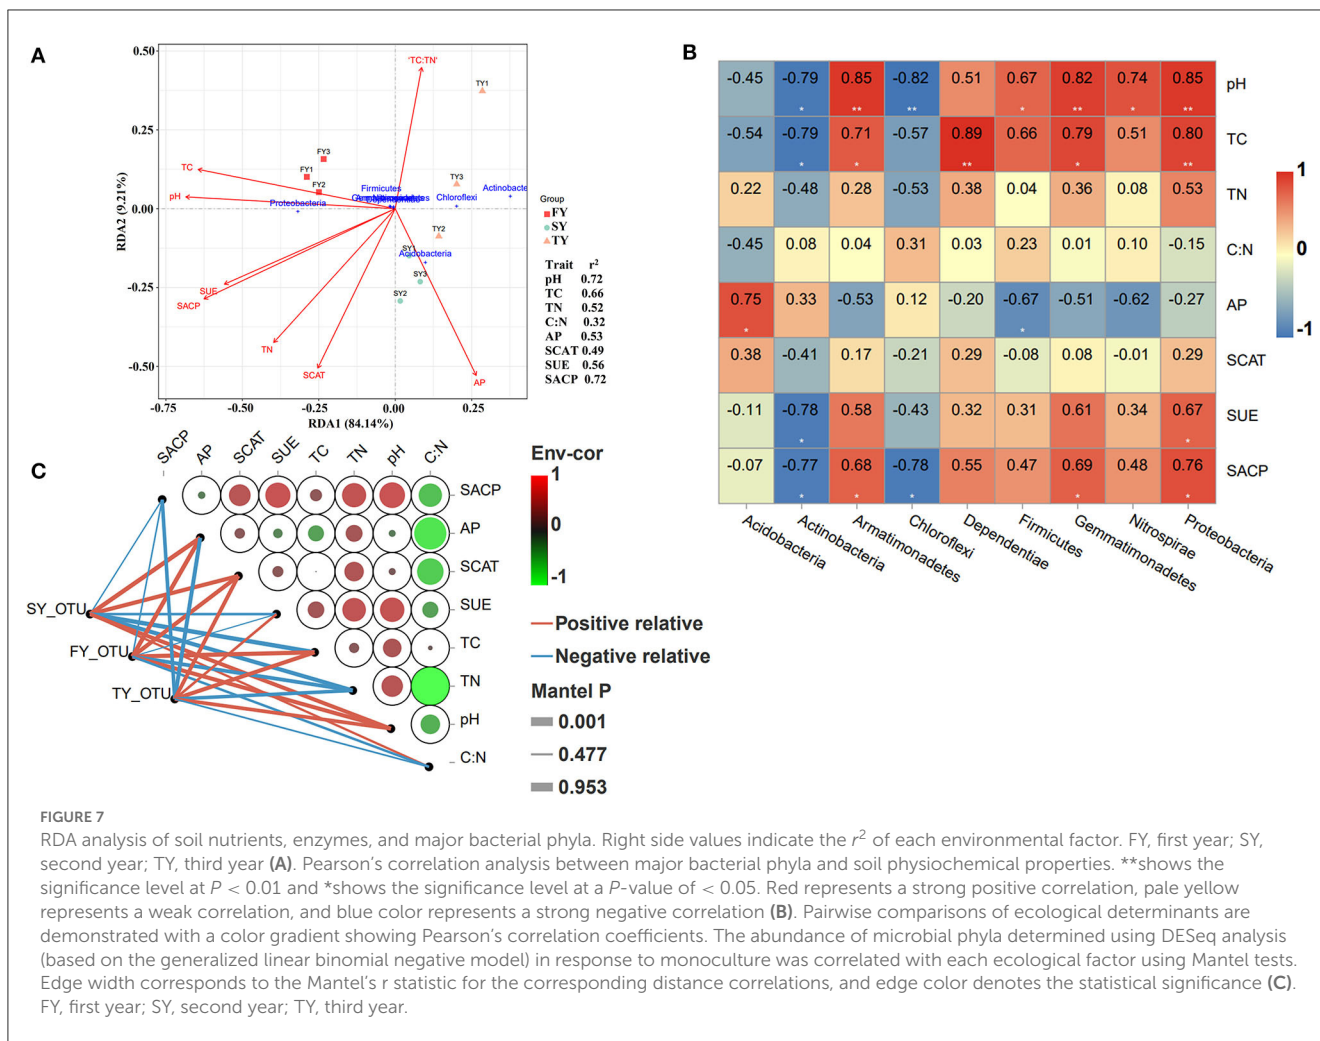 A
0.50
0.25
0.00
-0.25
-0.50
-0.75
-0.50
-0.25
0.00
0.25
RDA2 (9.21%)
RDA1 (84.14%)
'TC:TN'
TY1
FY3
FY1
FY2
TC
pH
Proteobacteria
Firmicutes
TY3
Actinobacte
Chloroflexi
TY2
SY1
Acidobacteria
SY3
SY2
SUE
SACP
TN
SCAT
AP
Group
FY
SY
TY
Trait r²
pH 0.72
TC 0.66
TN 0.52
C:N 0.32
AP 0.53
SCAT 0.49
SUE 0.56
SACP 0.72
B
-0.45 -0.79 0.85 -0.82 0.51 0.67 0.82 0.74 0.85 pH
* ** ** * ** * **
-0.54 -0.79 0.71 -0.57 0.89 0.66 0.79 0.51 0.80 TC
* * ** * **
0.22 -0.48 0.28 -0.53 0.38 0.04 0.36 0.08 0.53 TN
-0.45 0.08 0.04 0.31 0.03 0.23 0.01 0.10 -0.15 C:N
0.75 0.33 -0.53 0.12 -0.20 -0.67 -0.51 -0.62 -0.27 AP
* *
0.38 -0.41 0.17 -0.21 0.29 -0.08 0.08 -0.01 0.29 SCAT
-0.11 -0.78 0.58 -0.43 0.32 0.31 0.61 0.34 0.67 SUE
* *
-0.07 -0.77 0.68 -0.78 0.55 0.47 0.69 0.48 0.76 SACP
* * * * *
Acidobacteria
Actinobacteria
Armatimonadetes
Chloroflexi
Dependentiae
Firmicutes
Gemmatimonadetes
Nitrospirae
Proteobacteria
1
0
-1
C
SACP AP SCAT SUE TC TN pH C:N
SACP
AP
SCAT
SUE
TC
TN
pH
C:N
SY_OTU
FY_OTU
TY_OTU
Env-cor
1
0
-1
Positive relative
Negative relative
Mantel P
0.001
0.477
0.953
FIGURE 7
RDA analysis of soil nutrients, enzymes, and major bacterial phyla. Right side values indicate the r² of each environmental factor. FY, first year; SY,
second year; TY, third year (A). Pearson's correlation analysis between major bacterial phyla and soil physiochemical properties. **shows the
significance level at P < 0.01 and *shows the significance level at a P-value of < 0.05. Red represents a strong positive correlation, pale yellow
represents a weak correlation, and blue color represents a strong negative correlation (B). Pairwise comparisons of ecological determinants are
demonstrated with a color gradient showing Pearson's correlation coefficients. The abundance of microbial phyla determined using DESeq analysis
(based on the generalized linear binomial negative model) in response to monoculture was correlated with each ecological factor using Mantel tests.
Edge width corresponds to the Mantel's r statistic for the corresponding distance correlations, and edge color denotes the statistical significance (C).
FY, first year; SY, second year; TY, third year.